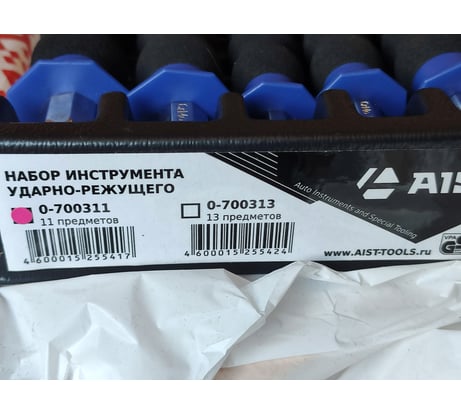 НАБОР ИНСТРУМЕНТА
УДАРНО-РЕЖУЩЕГО
0-700311
11 предметов
4600015255417
0-700313
13 предметов
4600015255424
Auto Instruments and Special Tooling
www.AIST-TOOLS.ru